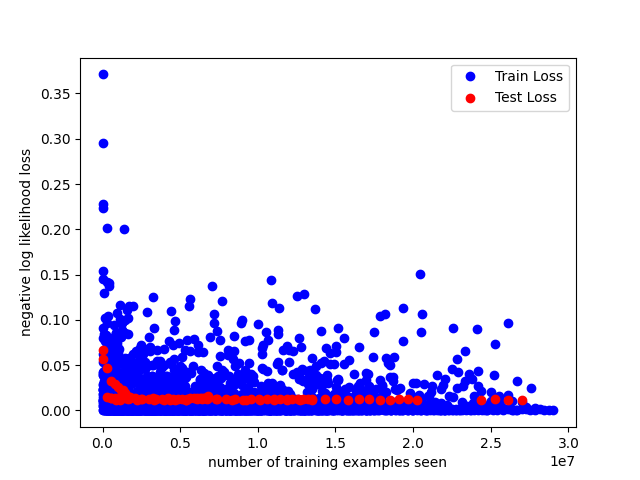 Train Loss
Test Loss
negative log likelihood loss
0.35
0.30
0.25
0.20
0.15
0.10
0.05
0.00
0.0 0.5 1.0 1.5 2.0 2.5 3.0
1e7
number of training examples seen